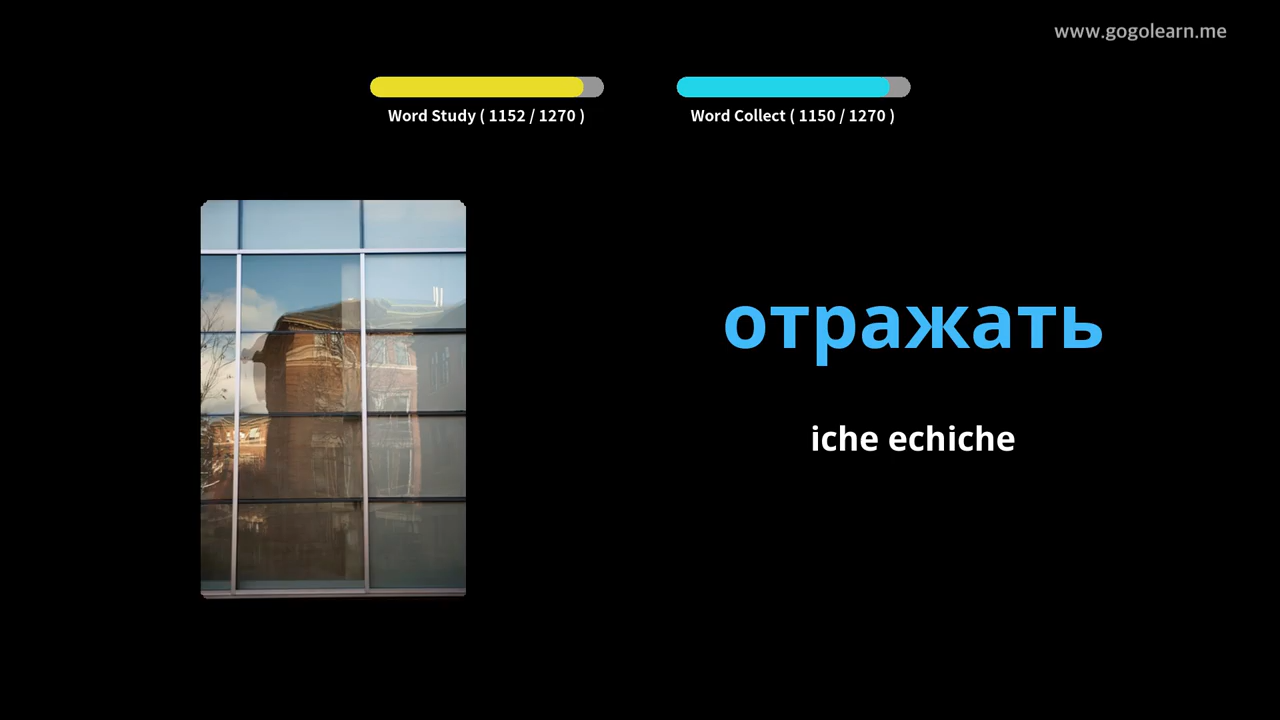 www.gogolearn.me
Word Study ( 1152 / 1270 )
Word Collect ( 1150 / 1270 )
отражать
iche echiche